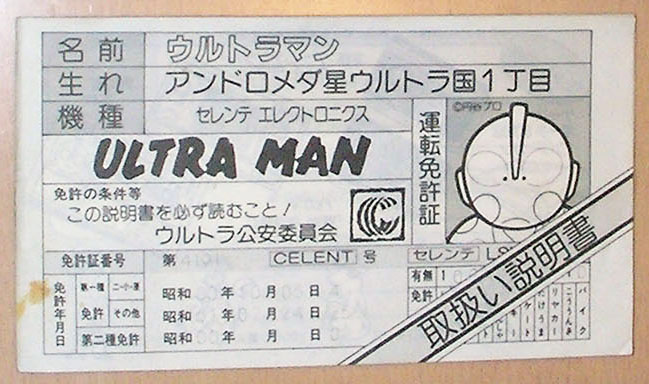 名前 ウルトラマン
生れ アンドロメダ星ウルトラ国1丁目
機種 セレンテ エレクトロニクス
©円谷プロ
ULTRA MAN
運転免許証
免許の条件等
この説明書を必ず読むこと!
ウルトラ公安委員会
免許証番号 第 CELENT 号
セレンテ
取扱い説明書
有無 1
免許
免許年月日
第一種 二・小・原 昭和 年 月 日
免許 その他 昭和 年 月 日
第二種免許 昭和 年 月 日
バイク
リヤカー